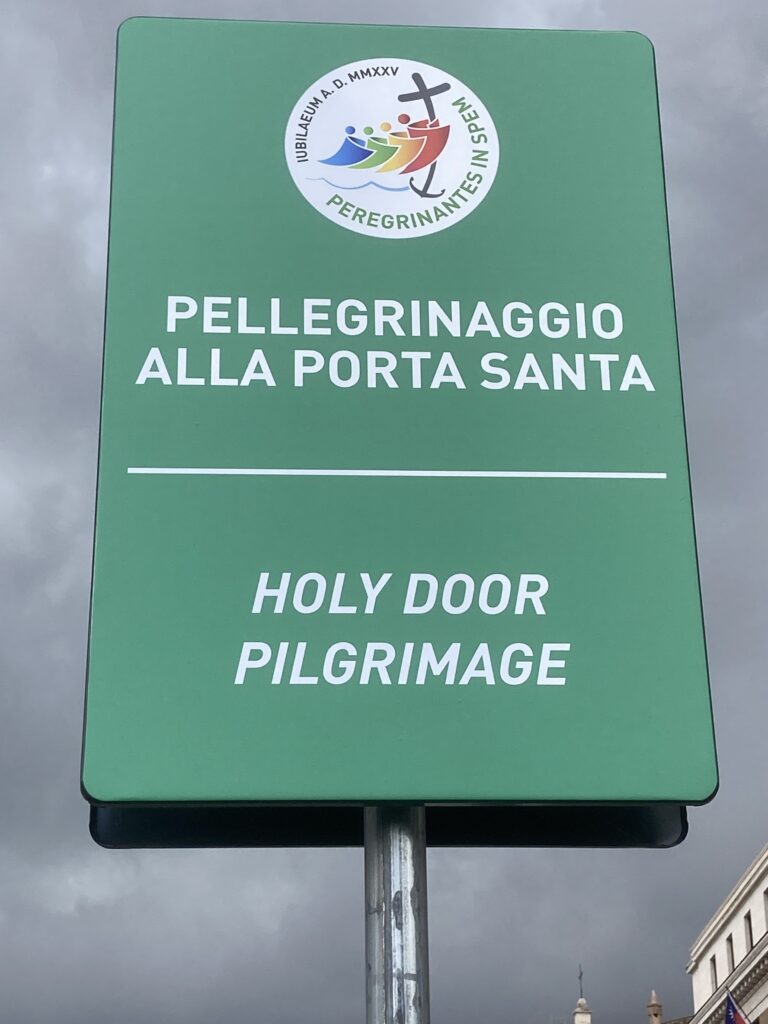 IUBILAEUM A. D. MMXXV
PEREGRINANTES IN SPEM
PELLEGRINAGGIO
ALLA PORTA SANTA
HOLY DOOR
PILGRIMAGE